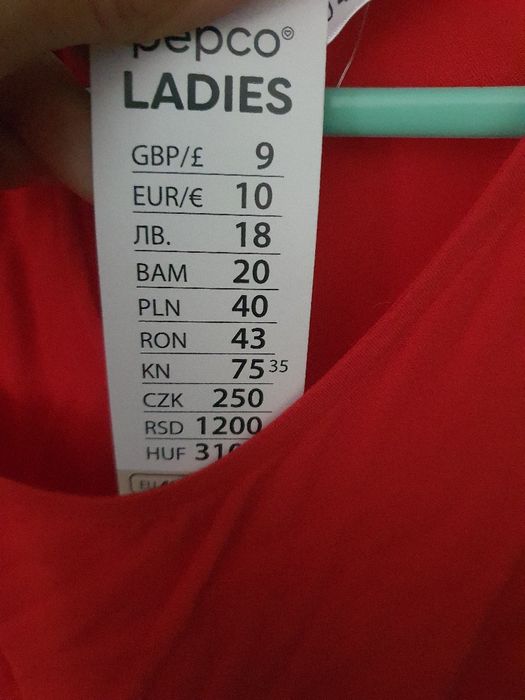 pepco
LADIES
GBP/£ 9
EUR/€ 10
ЛВ. 18
BAM 20
PLN 40
RON 43
KN 75 35
CZK 250
RSD 1200
HUF